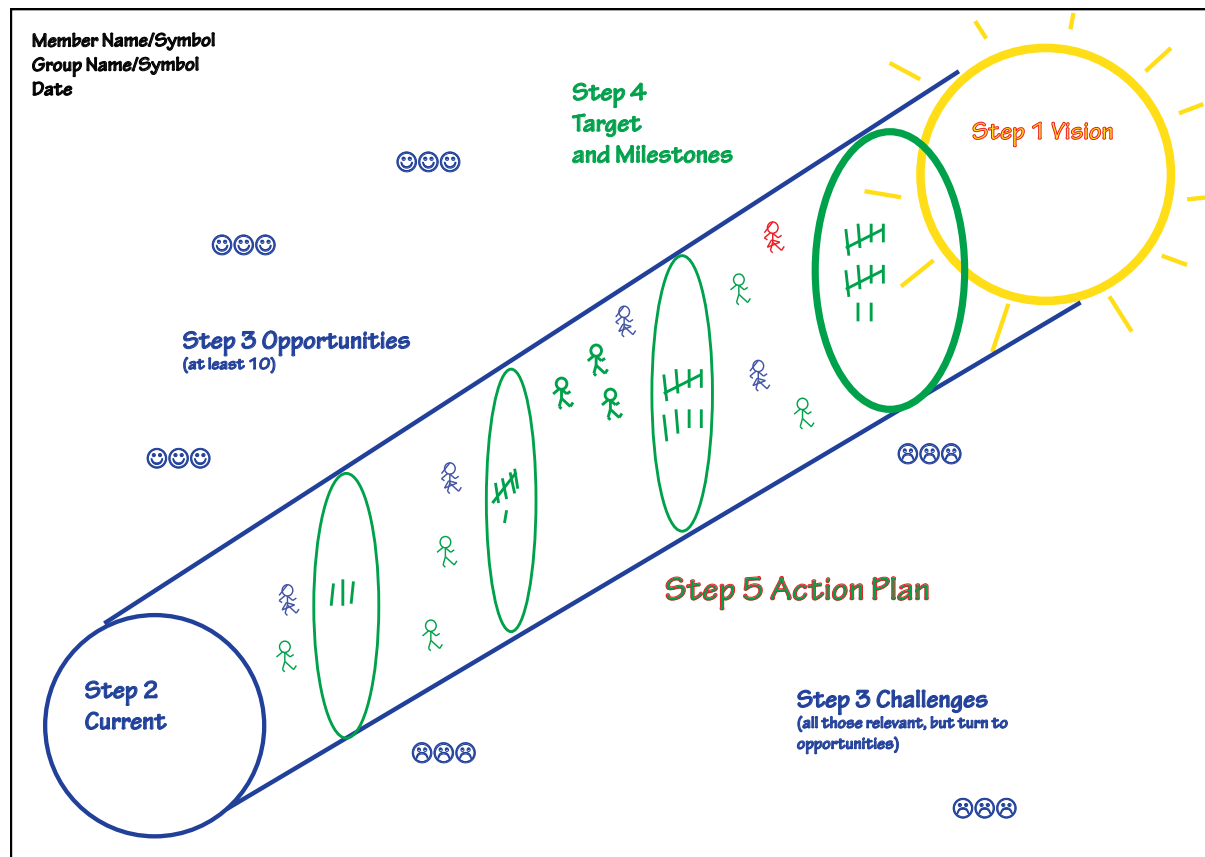 Member Name/Symbol
Group Name/Symbol
Date
Step 4
Target
and Milestones
Step 1 Vision
Step 3 Opportunities
(at least 10)
Step 5 Action Plan
Step 2
Current
Step 3 Challenges
(all those relevant, but turn to
opportunities)